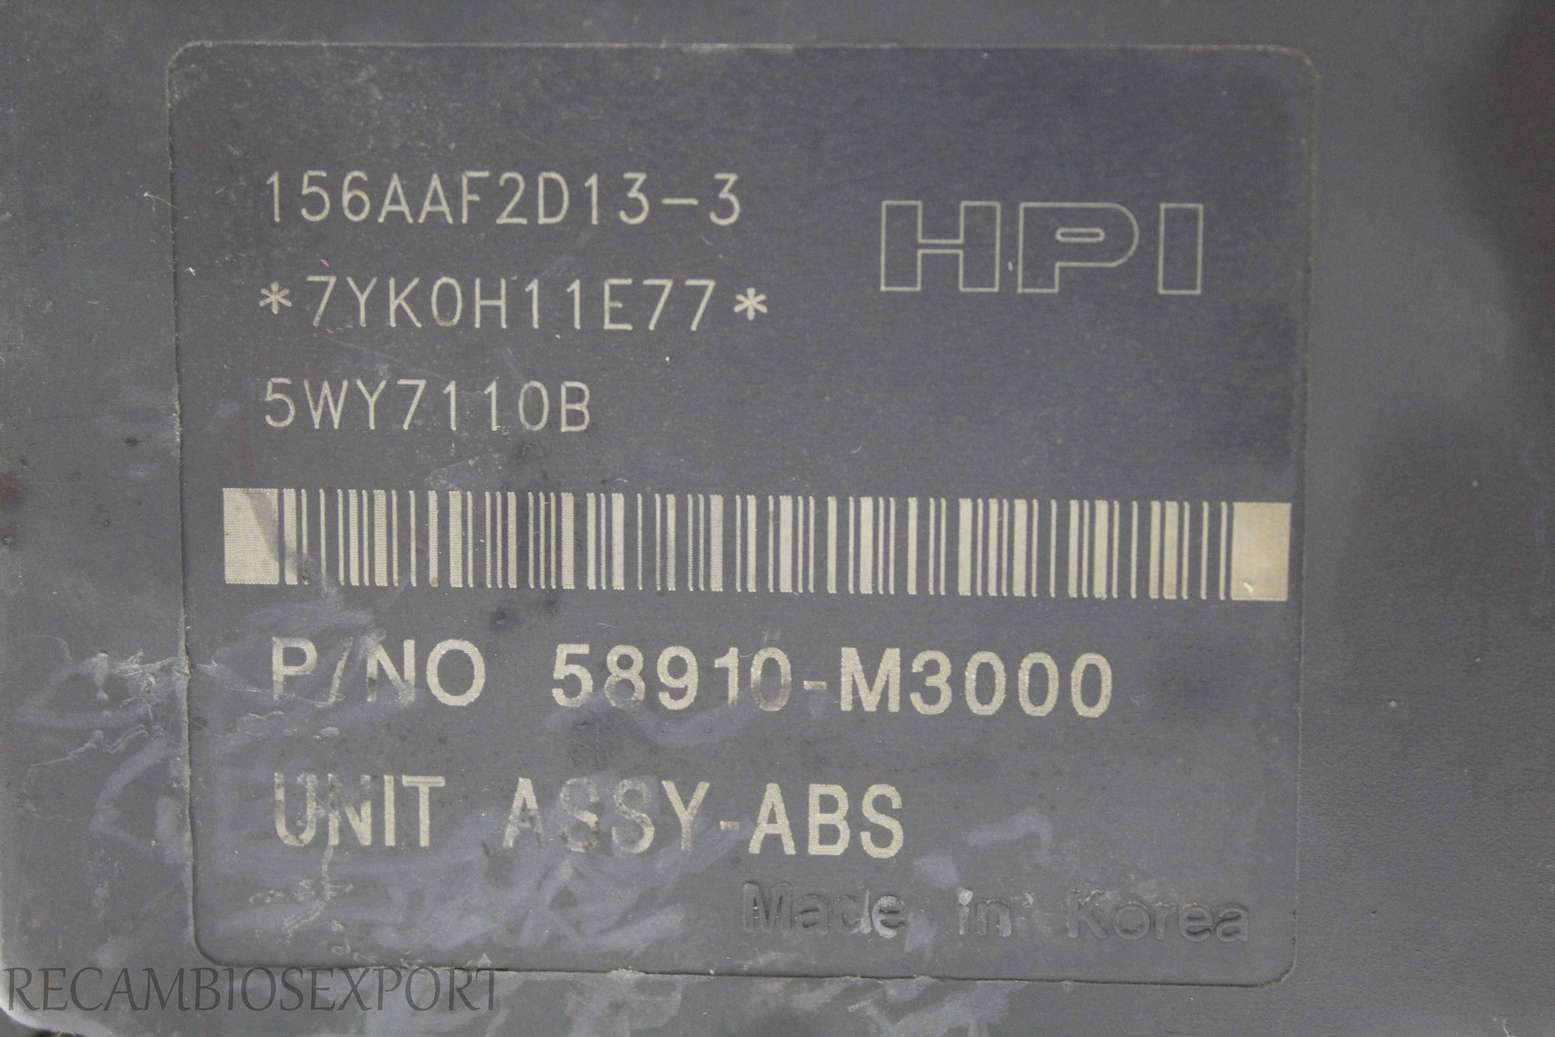 156AAF2D13-3
HPI
*7YK0H11E77*
5WY7110B
P/NO 58910-M3000
UNIT ASSY-ABS
Made in Korea
RECAMBIOSEXPORT